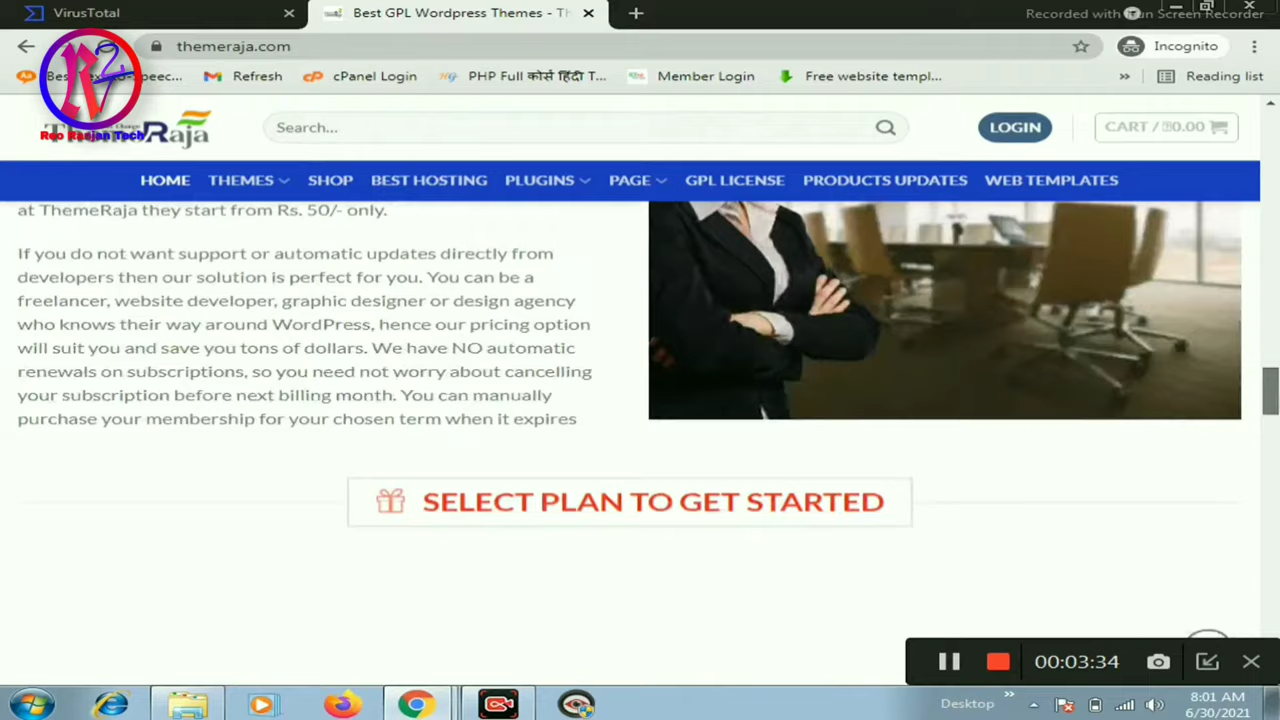 VirusTotal
Best GPL Wordpress Themes - Th
Recorded with iTun Screen Recorder
themeraja.com
Incognito
Refresh
cPanel Login
PHP Full कोर्स हिंदी T...
Member Login
Free website templ...
»
Reading list
Rao Ranjan Tech
ThemeRaja
Search...
LOGIN
CART / 0.00
HOME
THEMES
SHOP
BEST HOSTING
PLUGINS
PAGE
GPL LICENSE
PRODUCTS UPDATES
WEB TEMPLATES
at ThemeRaja they start from Rs. 50/- only.
If you do not want support or automatic updates directly from
developers then our solution is perfect for you. You can be a
freelancer, website developer, graphic designer or design agency
who knows their way around WordPress, hence our pricing option
will suit you and save you tons of dollars. We have NO automatic
renewals on subscriptions, so you need not worry about cancelling
your subscription before next billing month. You can manually
purchase your membership for your chosen term when it expires
SELECT PLAN TO GET STARTED
00:03:34
Desktop
»
8:01 AM
6/30/2021